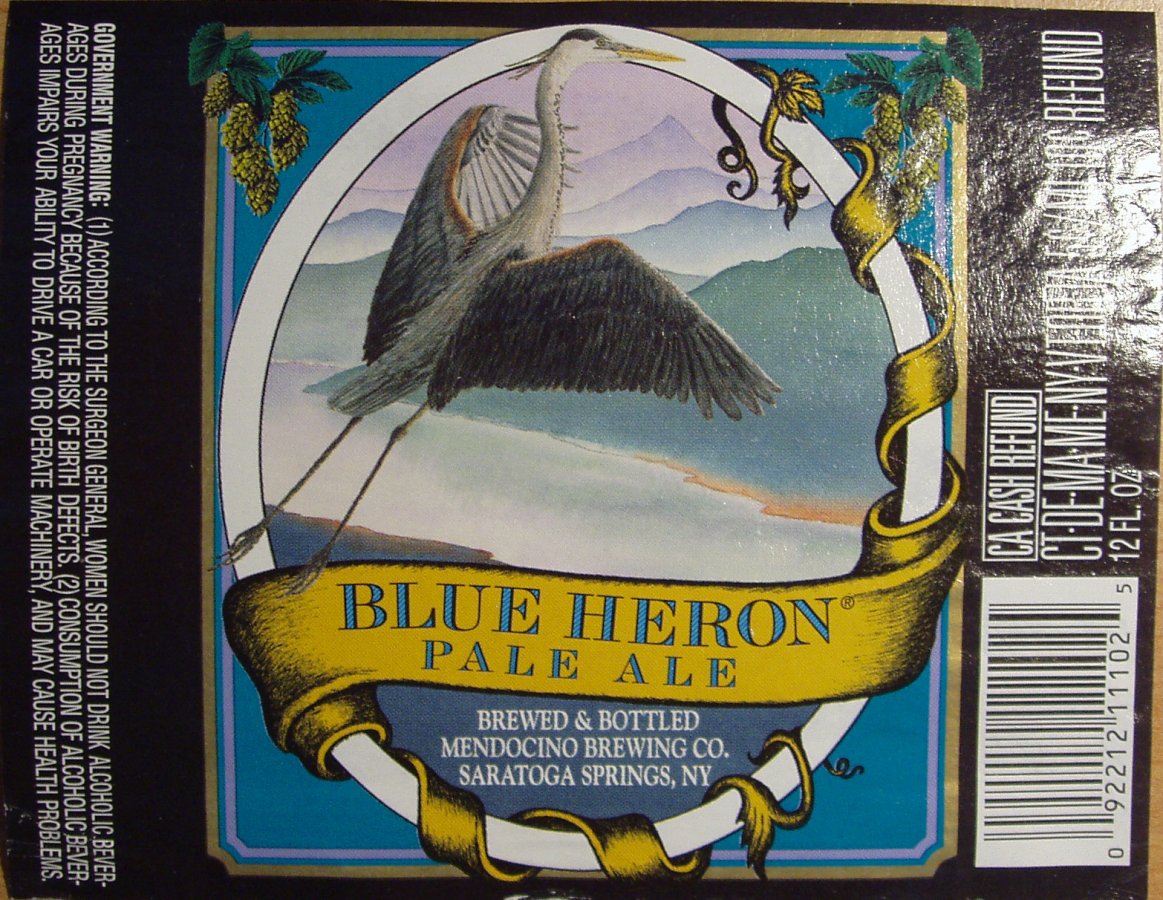 GOVERNMENT WARNING: (1) ACCORDING TO THE SURGEON GENERAL, WOMEN SHOULD NOT DRINK ALCOHOLIC BEVER-
AGES DURING PREGNANCY BECAUSE OF THE RISK OF BIRTH DEFECTS. (2) CONSUMPTION OF ALCOHOLIC BEVER-
AGES IMPAIRS YOUR ABILITY TO DRIVE A CAR OR OPERATE MACHINERY, AND MAY CAUSE HEALTH PROBLEMS.
BLUE HERON®
PALE ALE
BREWED & BOTTLED
MENDOCINO BREWING CO.
SARATOGA SPRINGS, NY
CA CASH REFUND
CT·DE·MA·ME·NY·VT REFUND
12 FL. OZ.
0 92212 11102 5